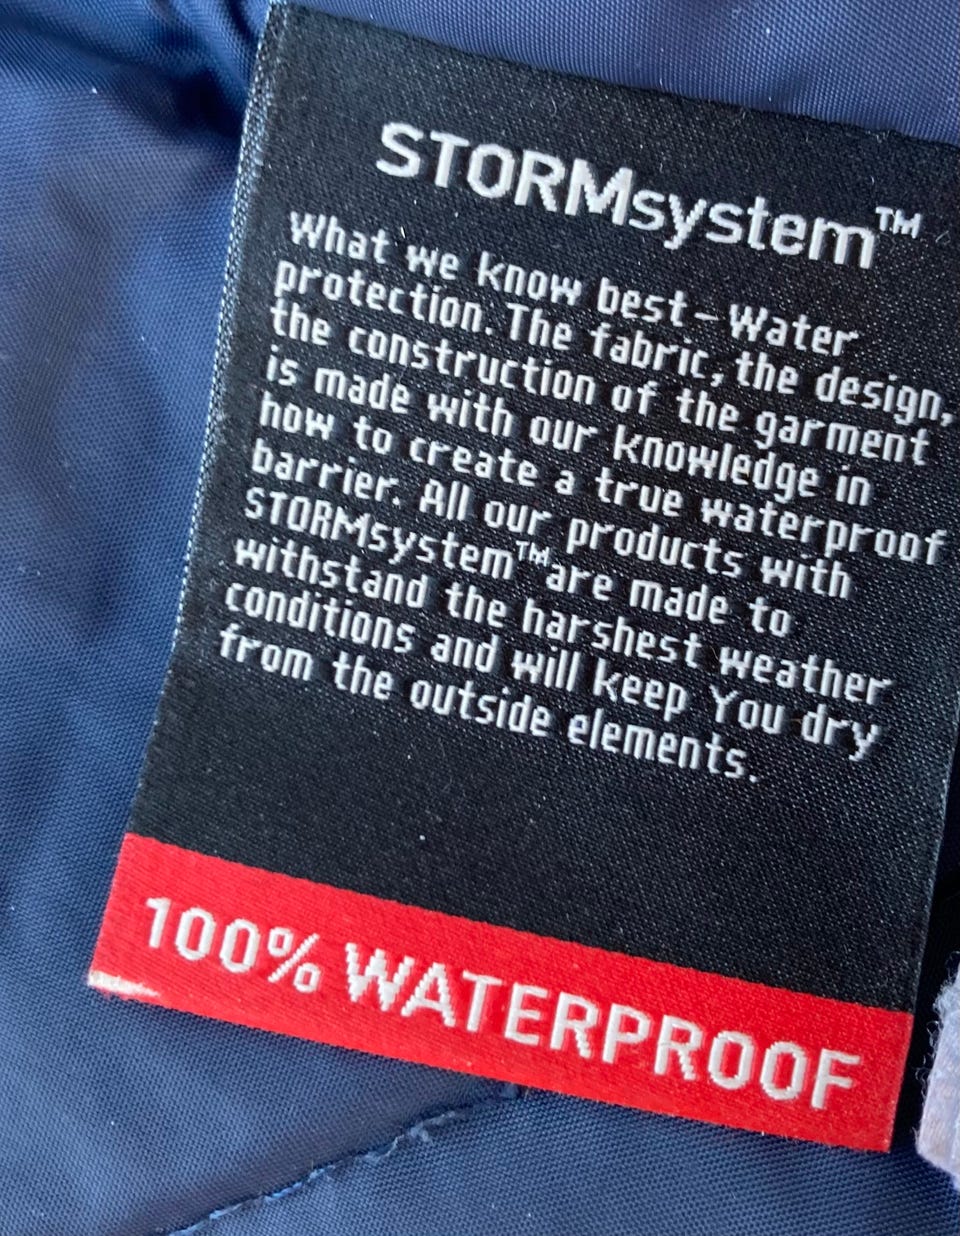 STORMsystem™
What we know best-Water
protection. The fabric, the design,
the construction of the garment
is made with our knowledge in
how to create a true waterproof
barrier. All our products with
STORMsystem™are made to
withstand the harshest weather
conditions and will keep You dry
from the outside elements.
100% WATERPROOF